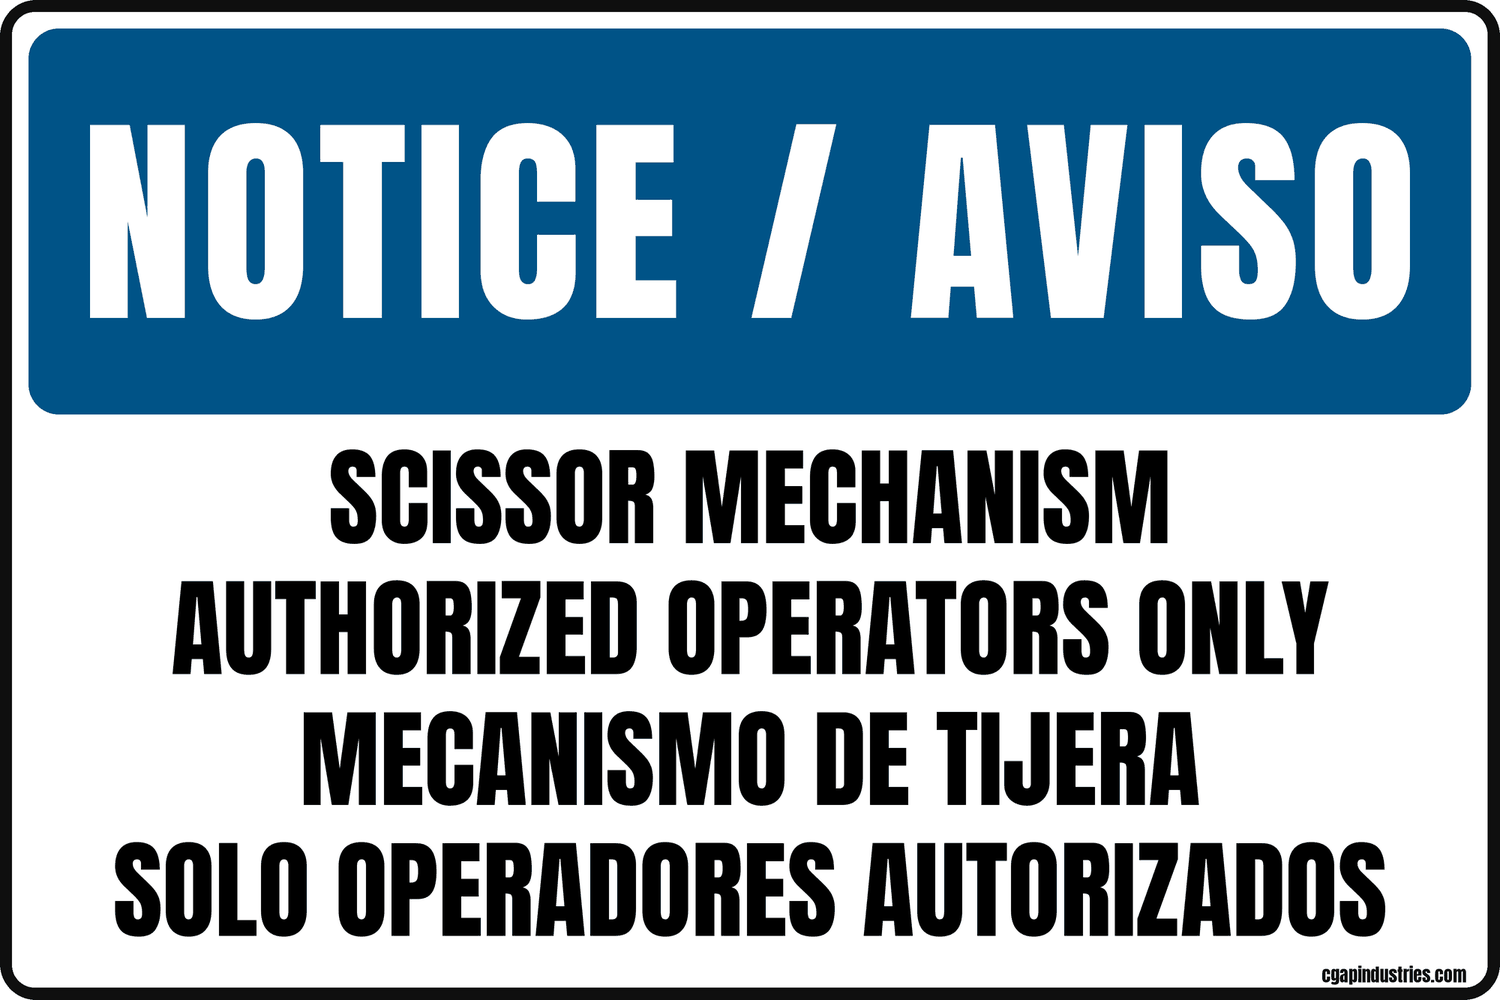 NOTICE / AVISO
SCISSOR MECHANISM
AUTHORIZED OPERATORS ONLY
MECANISMO DE TIJERA
SOLO OPERADORES AUTORIZADOS
cgapindustries.com